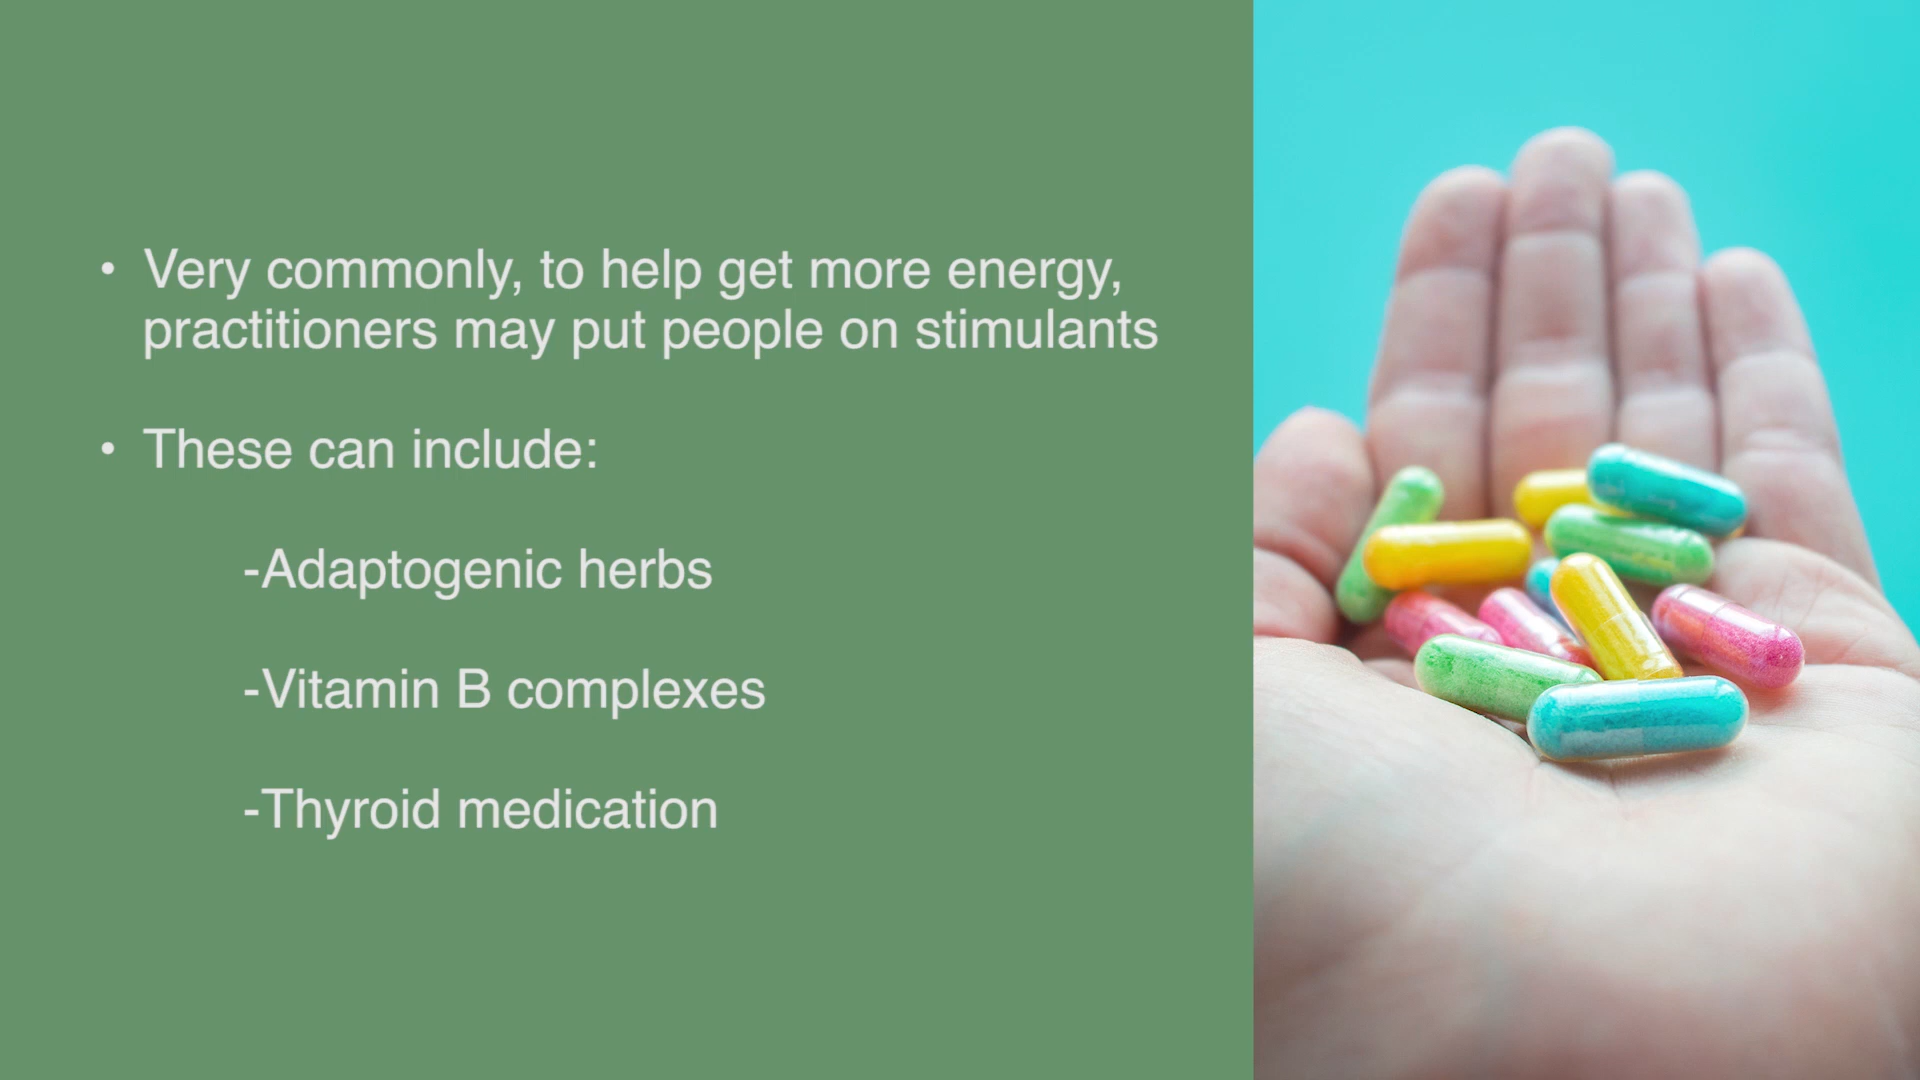 • Very commonly, to help get more energy,
practitioners may put people on stimulants
• These can include:
-Adaptogenic herbs
-Vitamin B complexes
-Thyroid medication